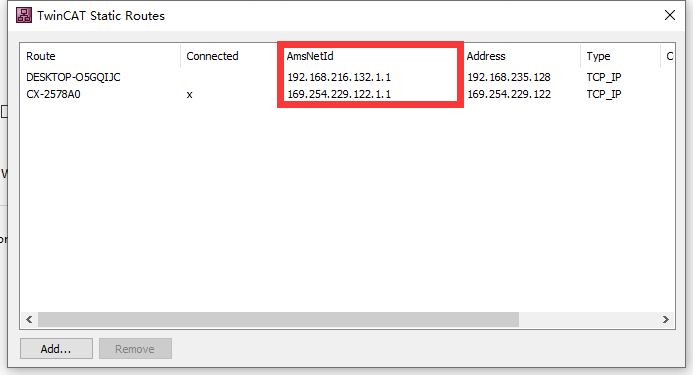 TwinCAT Static Routes
Route Connected AmsNetId Address Type C
DESKTOP-O5GQIJC 192.168.216.132.1.1 192.168.235.128 TCP_IP
CX-2578A0 x 169.254.229.122.1.1 169.254.229.122 TCP_IP
Add... Remove